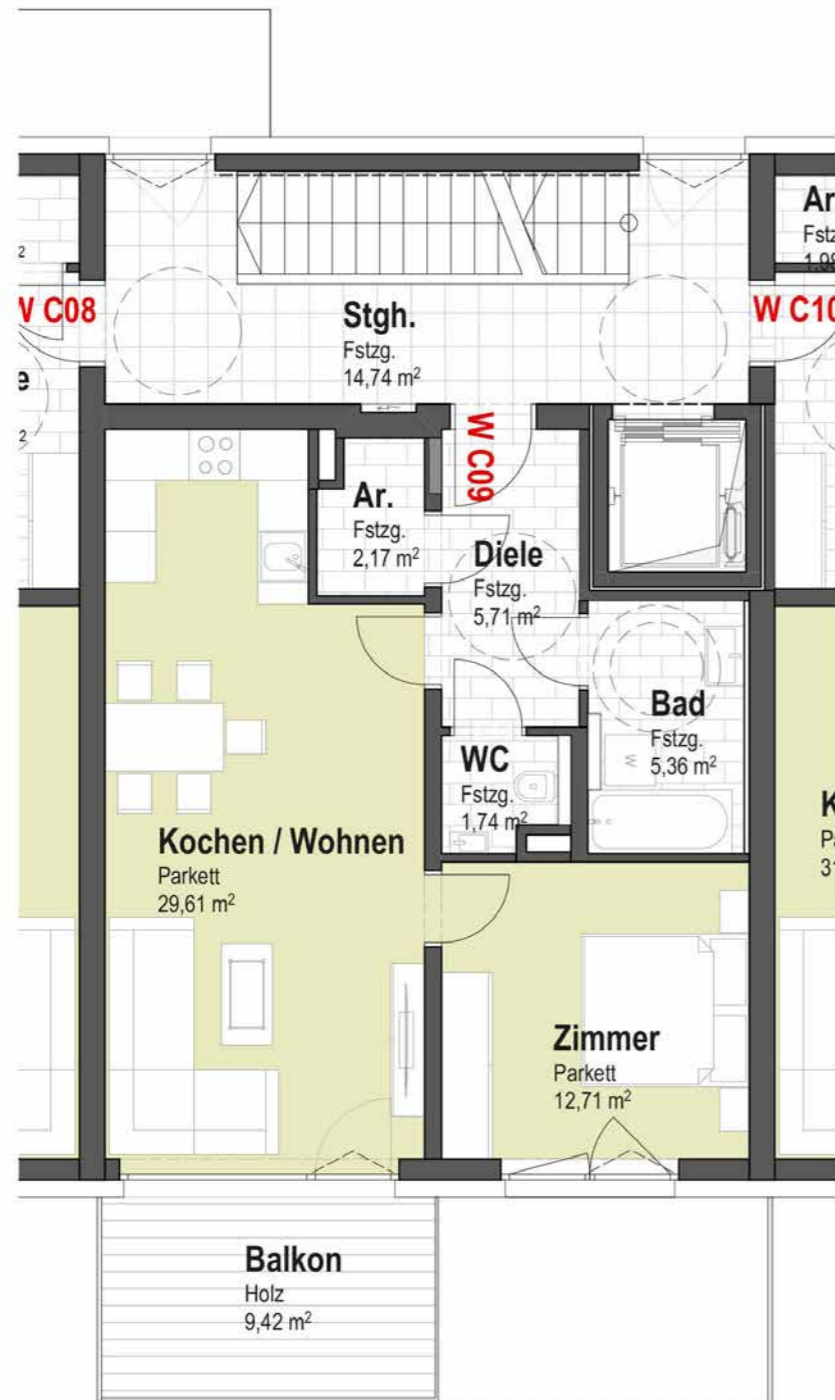 Ar
W C08
W C10
Stgh.
Fstzg.
14,74 m²
W C09
Ar.
Fstzg.
2,17 m²
Diele
Fstzg.
5,71 m²
Bad
Fstzg.
5,36 m²
W
WC
Fstzg.
1,74 m²
Kochen / Wohnen
Parkett
29,61 m²
Zimmer
Parkett
12,71 m²
Balkon
Holz
9,42 m²